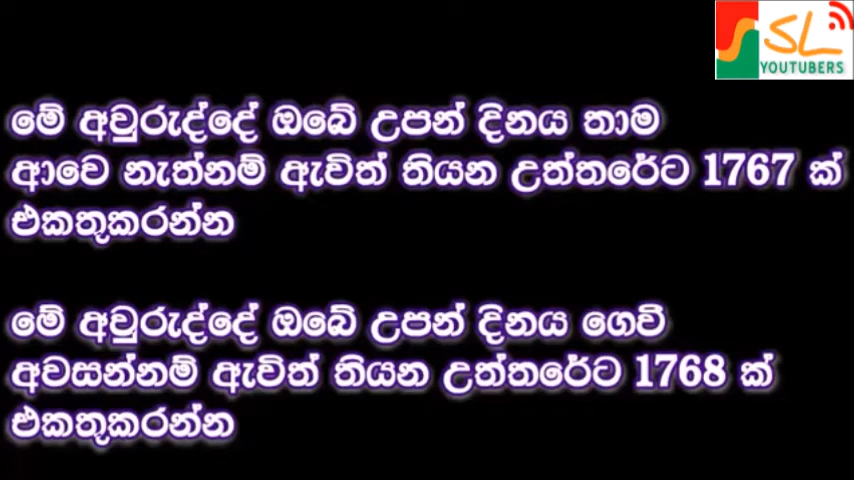 SL
YOUTUBERS
මේ අවුරුද්දේ ඔබේ උපන් දිනය තාම
ආවෙ නැත්නම් ඇවිත් තියන උත්තරේට 1767 ක්
එකතුකරන්න
මේ අවුරුද්දේ ඔබේ උපන් දිනය ගෙවී
අවසන්නම් ඇවිත් තියන උත්තරේට 1768 ක්
එකතුකරන්න